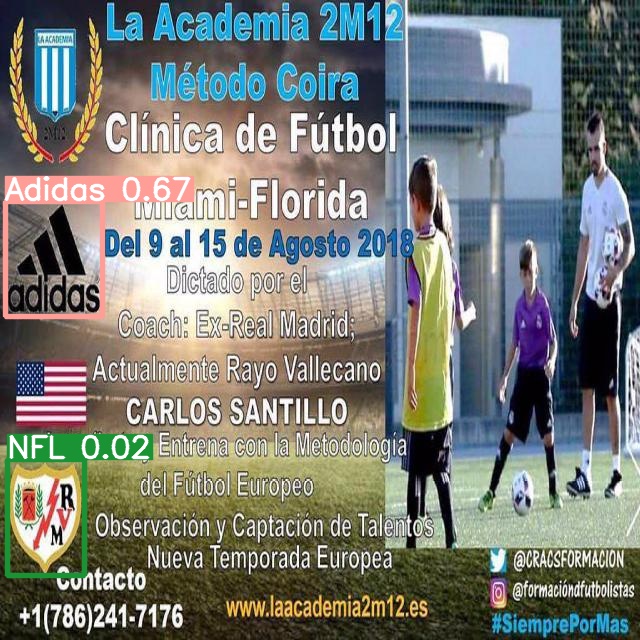 La Academia 2M12
Método Coira
Clínica de Fútbol
LA ACADEMIA
2M12
Adidas 0.67
Miami-Florida
Del 9 al 15 de Agosto 2018
adidas
Dictado por el
Coach: Ex-Real Madrid;
Actualmente Rayo Vallecano
CARLOS SANTILLO
NFL 0.02
y Entrena con la Metodología
del Fútbol Europeo
Observación y Captación de Talentos
Nueva Temporada Europea
Contacto
+1(786)241-7176
www.laacademia2m12.es
@CRACSFORMACION
@formacióndfutbolistas
#SiemprePorMas